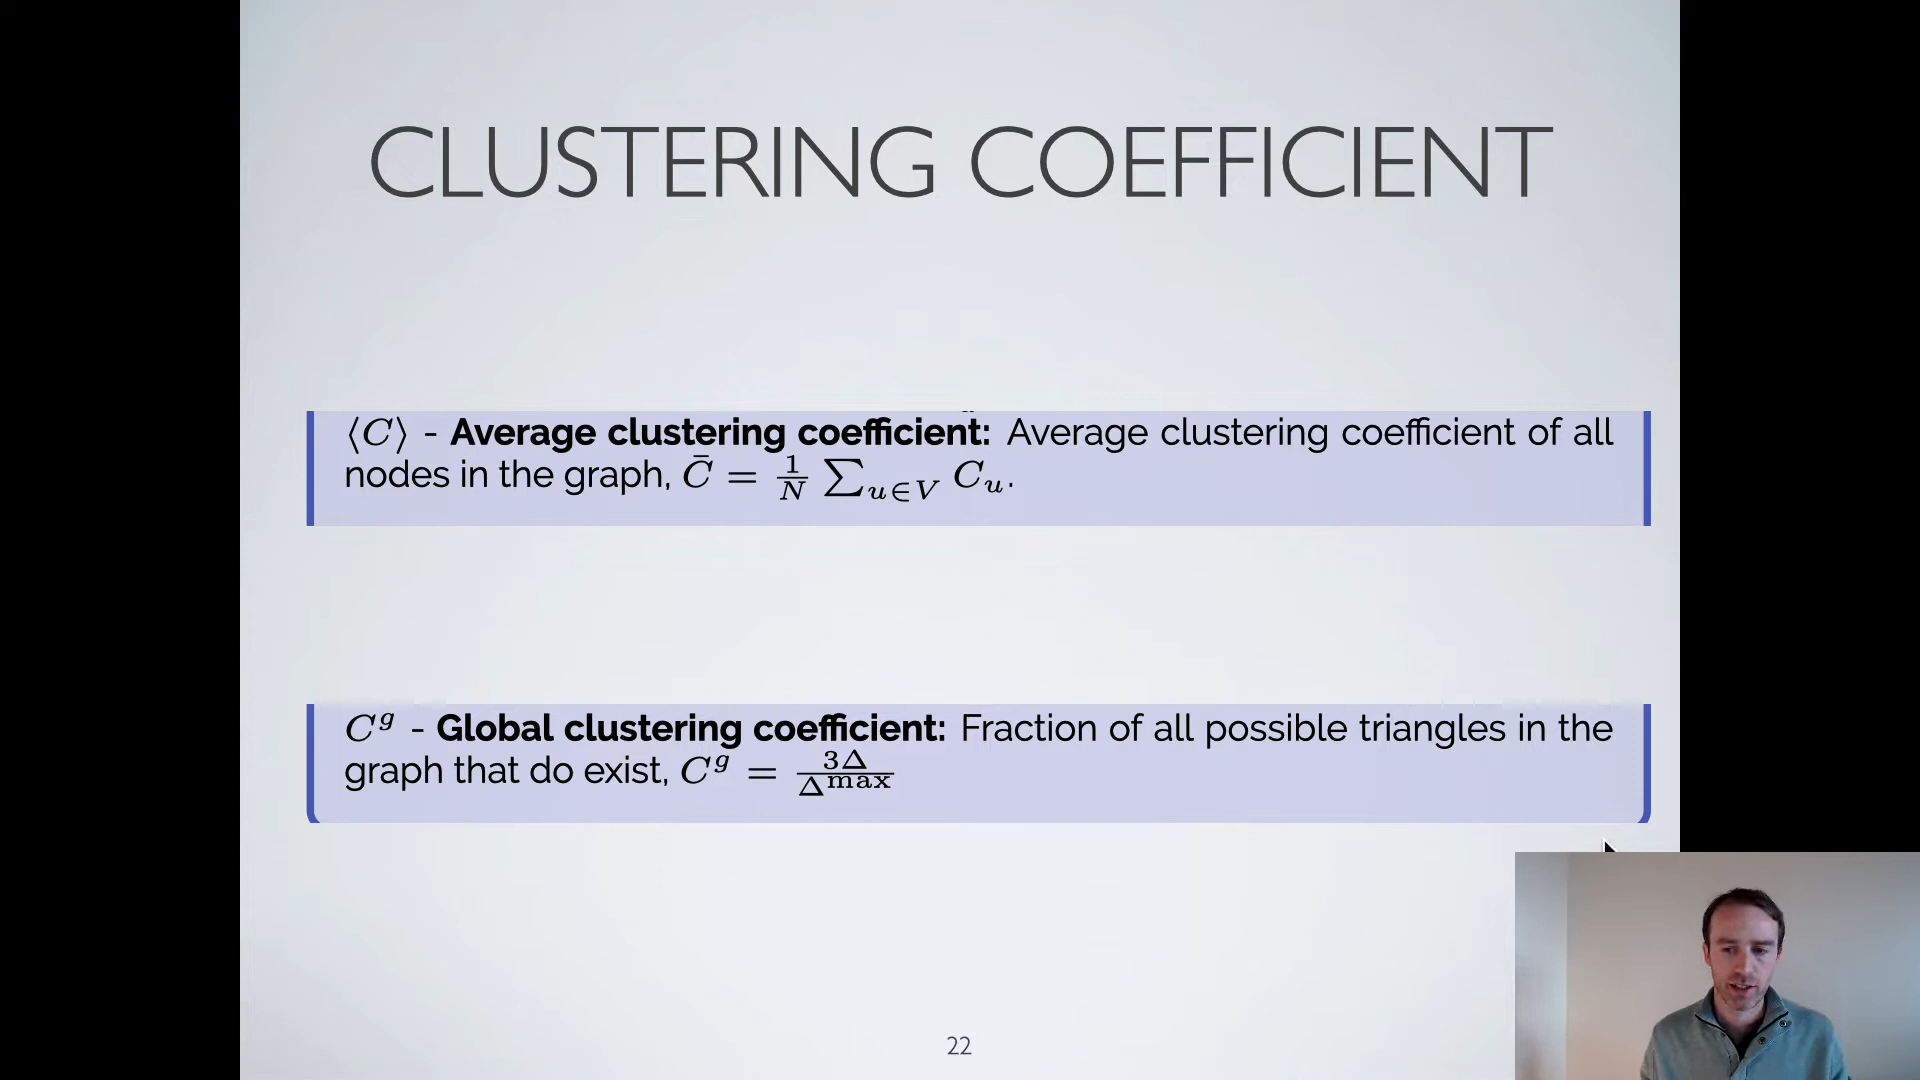 CLUSTERING COEFFICIENT
⟨C⟩ - Average clustering coefficient: Average clustering coefficient of all
nodes in the graph, C̄ = 1/N ∑_{u∈V} C_u.
C^g - Global clustering coefficient: Fraction of all possible triangles in the
graph that do exist, C^g = 3Δ/Δ^max
22